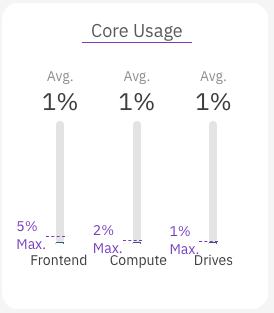 Core Usage
Avg. Avg. Avg.
1% 1% 1%
5% Max. 2% Max. 1% Max.
Frontend Compute Drives